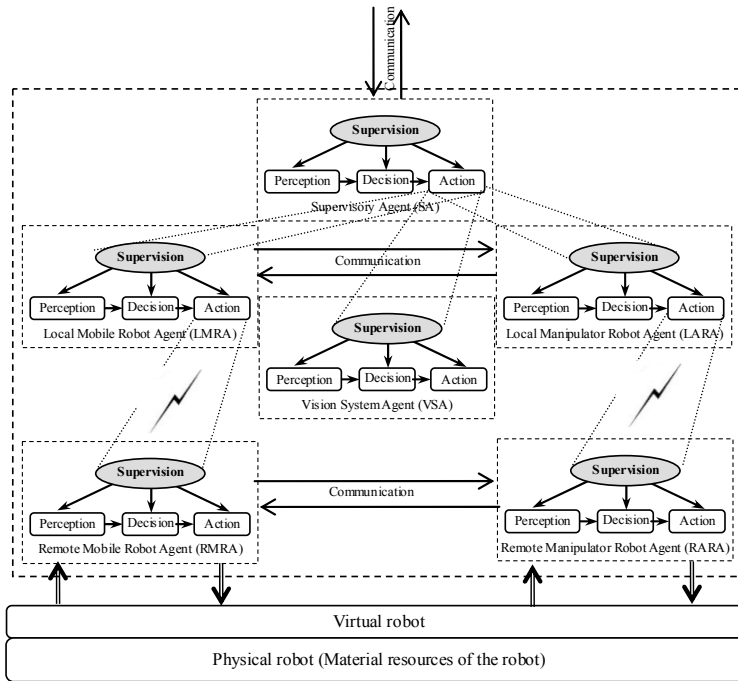 Communication
Supervision
Perception
Decision
Action
Supervisory Agent (SA)
Supervision
Perception
Decision
Action
Local Mobile Robot Agent (LMRA)
Communication
Supervision
Perception
Decision
Action
Local Manipulator Robot Agent (LARA)
Supervision
Perception
Decision
Action
Vision System Agent (VSA)
Supervision
Perception
Decision
Action
Remote Mobile Robot Agent (RMRA)
Communication
Supervision
Perception
Decision
Action
Remote Manipulator Robot Agent (RARA)
Virtual robot
Physical robot (Material resources of the robot)